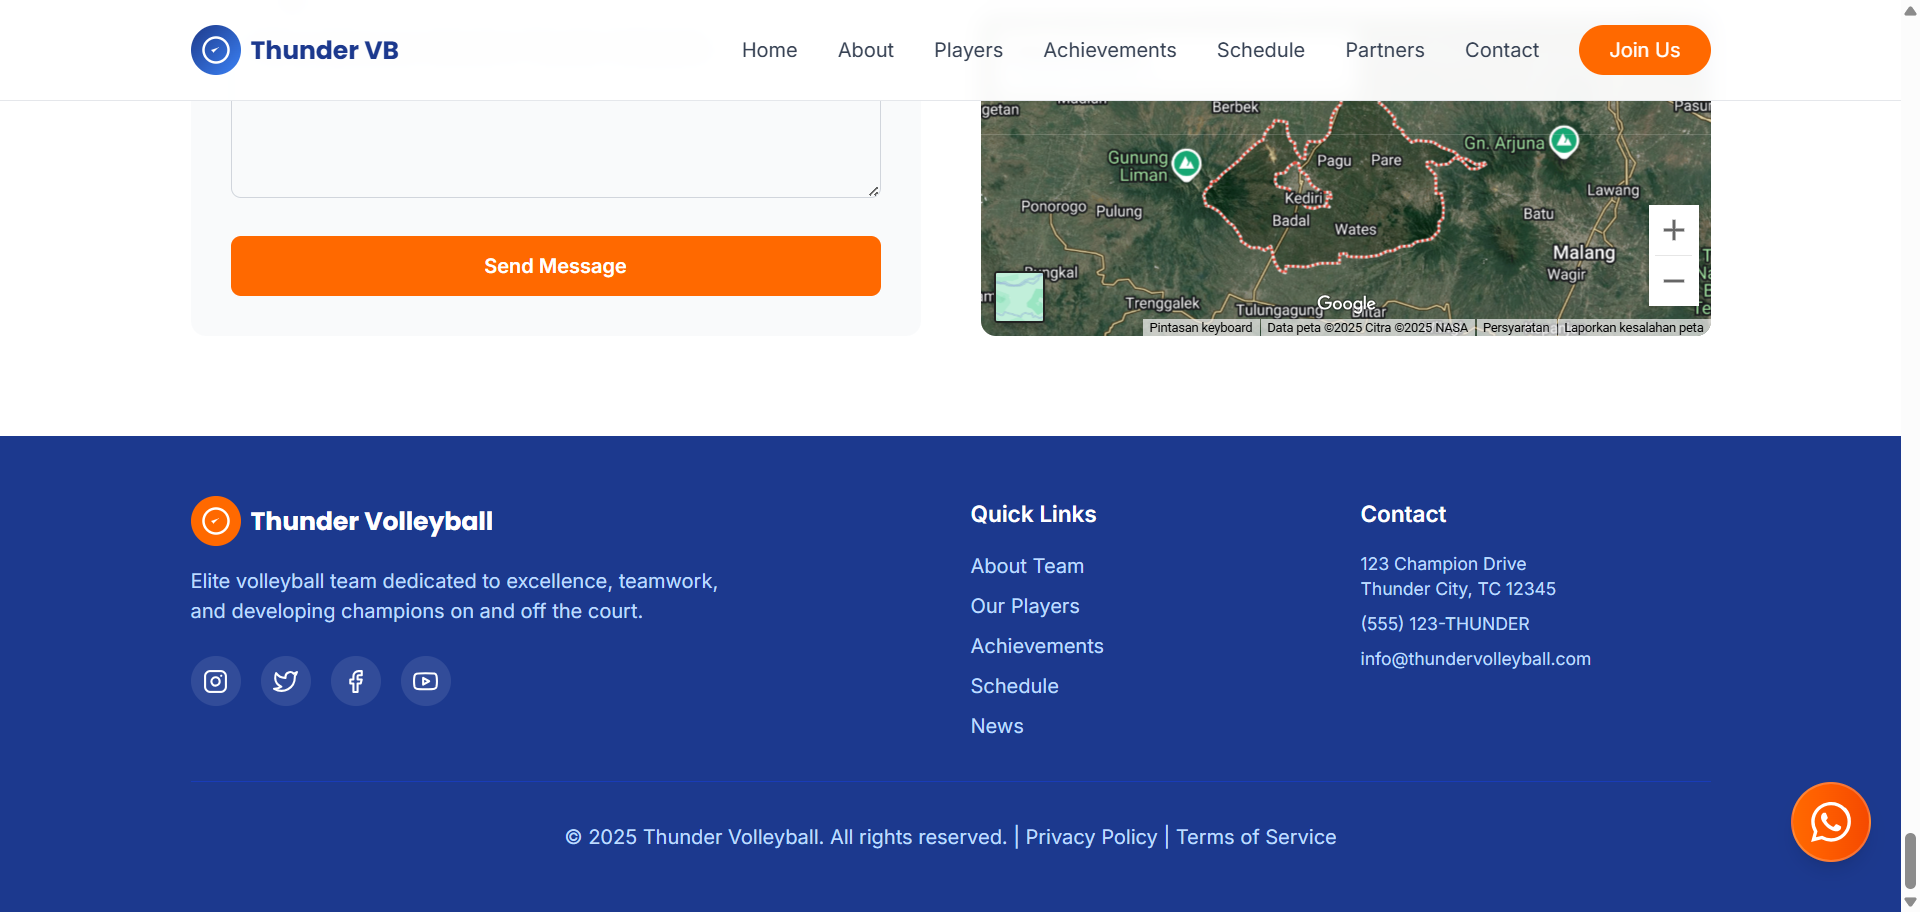 Thunder VB
Home
About
Players
Achievements
Schedule
Partners
Contact
Join Us
Send Message
getan
Berbek
Pasur
Gunung
Liman
Pagu
Pare
Gn. Arjuna
Lawang
Ponorogo
Pulung
Kediri
Badal
Wates
Batu
Malang
Wagir
Trenggalek
Tulungagung
Google
Pintasan keyboard
Data peta ©2025 Citra ©2025 NASA
Persyaratan
Laporkan kesalahan peta
Thunder Volleyball
Elite volleyball team dedicated to excellence, teamwork,
and developing champions on and off the court.
Quick Links
About Team
Our Players
Achievements
Schedule
News
Contact
123 Champion Drive
Thunder City, TC 12345
(555) 123-THUNDER
info@thundervolleyball.com
© 2025 Thunder Volleyball. All rights reserved. | Privacy Policy | Terms of Service